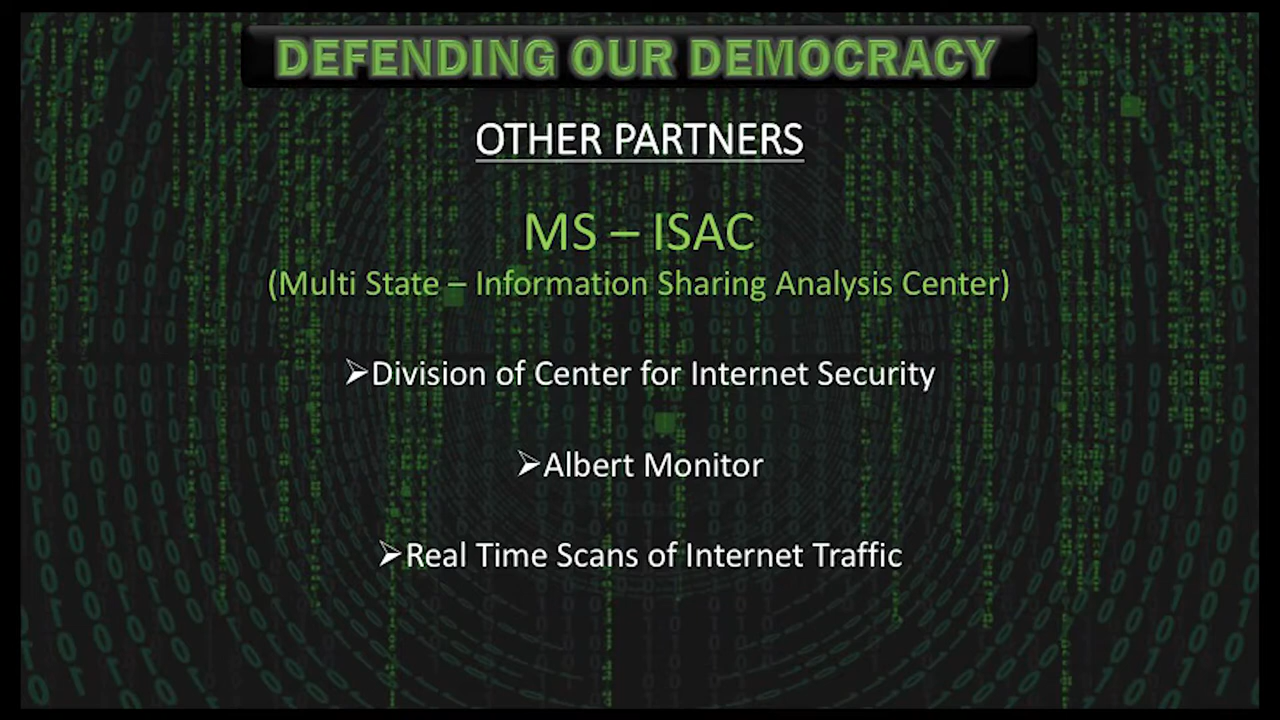 DEFENDING OUR DEMOCRACY
OTHER PARTNERS
MS – ISAC
(Multi State – Information Sharing Analysis Center)
➢Division of Center for Internet Security
➢Albert Monitor
➢Real Time Scans of Internet Traffic